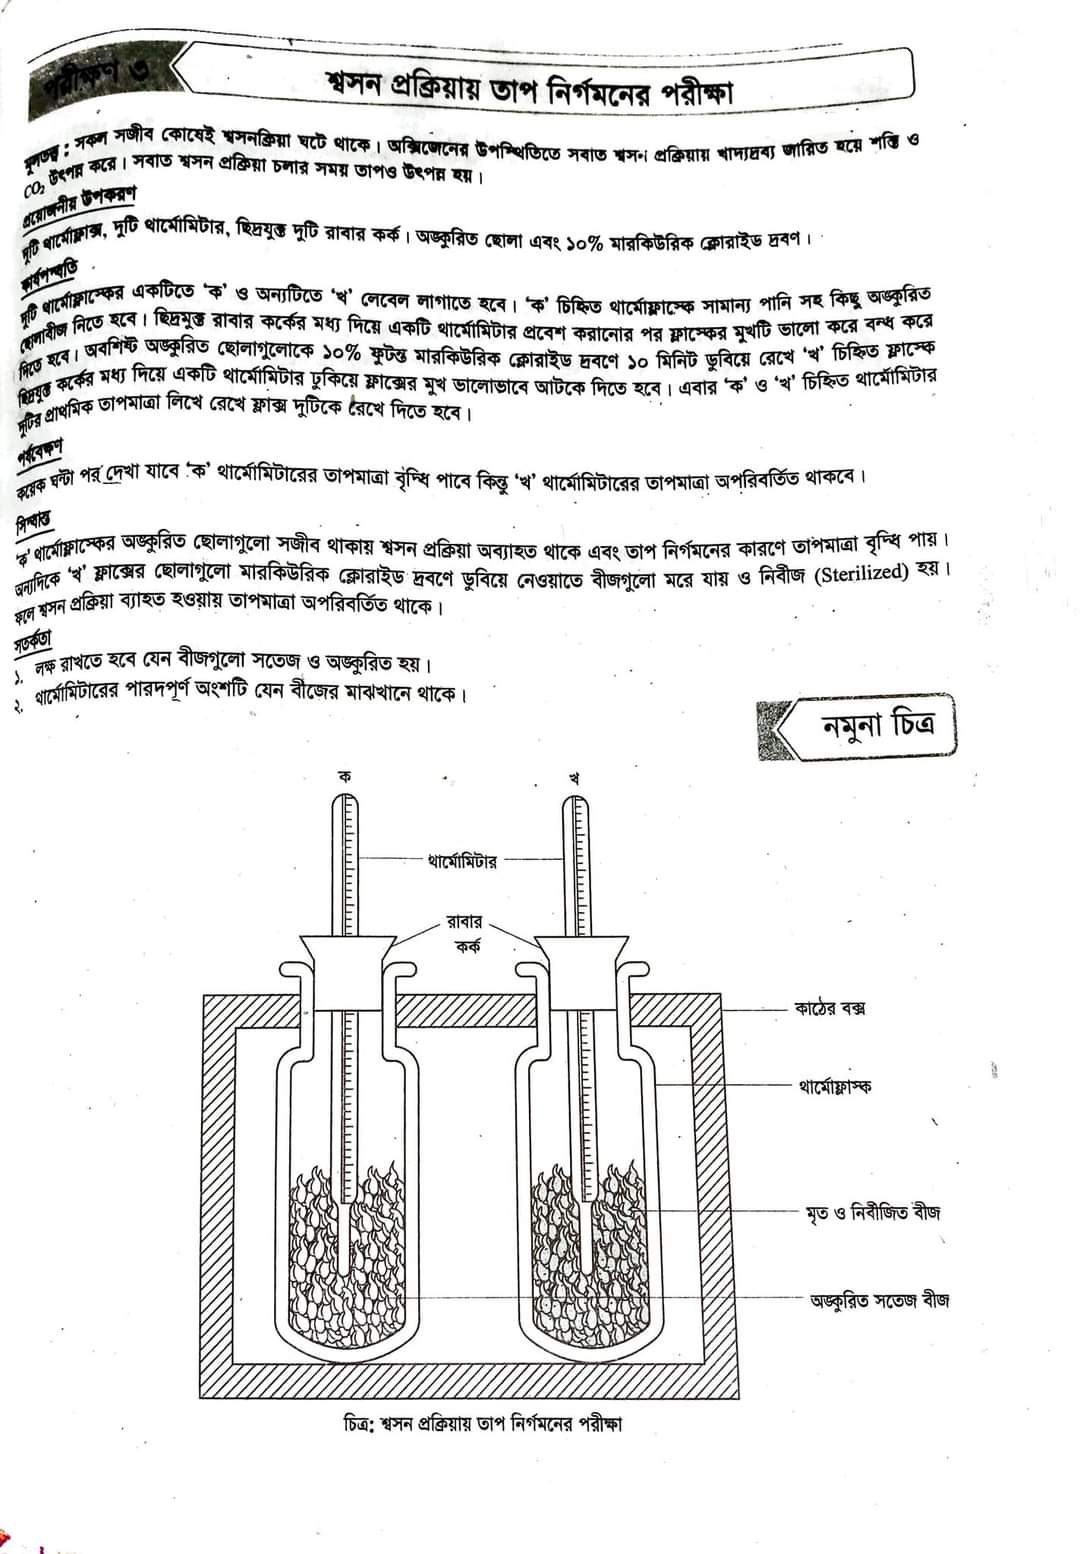 পরীক্ষণ ৩
শ্বসন প্রক্রিয়ায় তাপ নির্গমনের পরীক্ষা
মূলতত্ত্ব : সকল সজীব কোষেই শ্বসনক্রিয়া ঘটে থাকে। অক্সিজেনের উপস্থিতিতে সবাত শ্বসন প্রক্রিয়ায় খাদ্যদ্রব্য জারিত হয়ে শক্তি ও
CO₂ উৎপন্ন করে। সবাত শ্বসন প্রক্রিয়া চলার সময় তাপও উৎপন্ন হয়।
প্রয়োজনীয় উপকরণ
দুটি থার্মোফ্লাক্স, দুটি থার্মোমিটার, ছিদ্রযুক্ত দুটি রাবার কর্ক। অঙ্কুরিত ছোলা এবং ১০% মারকিউরিক ক্লোরাইড দ্রবণ।
কার্যপদ্ধতি
দুটি থার্মোফ্লাস্কের একটিতে ‘ক’ ও অন্যটিতে ‘খ’ লেবেল লাগাতে হবে। ‘ক’ চিহ্নিত থার্মোফ্লাস্কে সামান্য পানি সহ কিছু অঙ্কুরিত
ছোলাবীজ নিতে হবে। ছিদ্রযুক্ত রাবার কর্কের মধ্য দিয়ে একটি থার্মোমিটার প্রবেশ করানোর পর ফ্লাস্কের মুখটি ভালো করে বন্ধ করে
দিতে হবে। অবশিষ্ট অঙ্কুরিত ছোলাগুলোকে ১০% ফুটন্ত মারকিউরিক ক্লোরাইড দ্রবণে ১০ মিনিট ডুবিয়ে রেখে ‘খ’ চিহ্নিত ফ্লাস্কে
ছিদ্রযুক্ত কর্কের মধ্য দিয়ে একটি থার্মোমিটার ঢুকিয়ে ফ্লাক্সের মুখ ভালোভাবে আটকে দিতে হবে। এবার ‘ক’ ও ‘খ’ চিহ্নিত থার্মোমিটার
দুটির প্রাথমিক তাপমাত্রা লিখে রেখে ফ্লাক্স দুটিকে রেখে দিতে হবে।
পর্যবেক্ষণ
কয়েক ঘন্টা পর দেখা যাবে ‘ক’ থার্মোমিটারের তাপমাত্রা বৃদ্ধি পাবে কিন্তু ‘খ’ থার্মোমিটারের তাপমাত্রা অপরিবর্তিত থাকবে।
সিদ্ধান্ত
‘ক’ থার্মোফ্লাস্কের অঙ্কুরিত ছোলাগুলো সজীব থাকায় শ্বসন প্রক্রিয়া অব্যাহত থাকে এবং তাপ নির্গমনের কারণে তাপমাত্রা বৃদ্ধি পায়।
অন্যদিকে ‘খ’ ফ্লাক্সের ছোলাগুলো মারকিউরিক ক্লোরাইড দ্রবণে ডুবিয়ে নেওয়াতে বীজগুলো মরে যায় ও নিবীজ (Sterilized) হয়।
ফলে শ্বসন প্রক্রিয়া ব্যাহত হওয়ায় তাপমাত্রা অপরিবর্তিত থাকে।
সতর্কতা
১. লক্ষ রাখতে হবে যেন বীজগুলো সতেজ ও অঙ্কুরিত হয়।
২. থার্মোমিটারের পারদপূর্ণ অংশটি যেন বীজের মাঝখানে থাকে।
নমুনা চিত্র
ক
খ
থার্মোমিটার
রাবার
কর্ক
কাঠের বক্স
থার্মোফ্লাস্ক
মৃত ও নিবীজিত বীজ
অঙ্কুরিত সতেজ বীজ
চিত্র: শ্বসন প্রক্রিয়ায় তাপ নির্গমনের পরীক্ষা